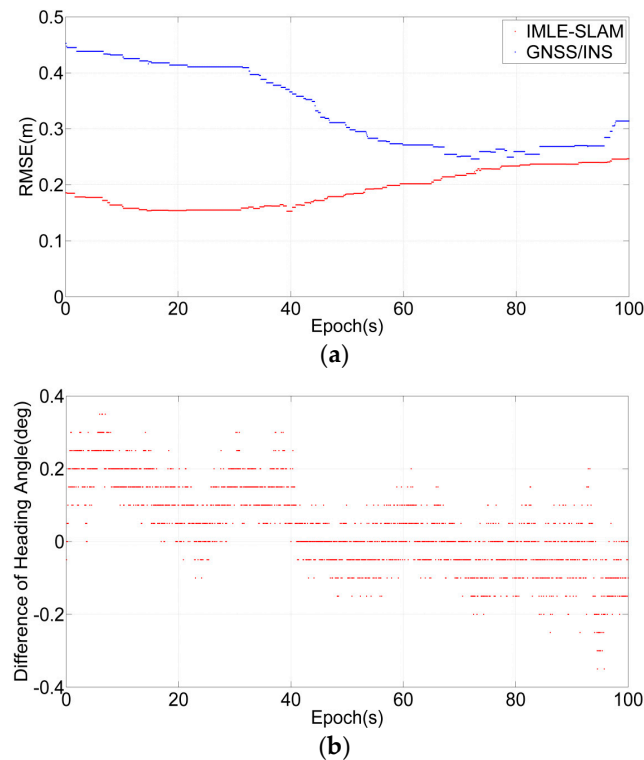 0.5
IMLE-SLAM
GNSS/INS
0.4
0.3
RMSE(m)
0.2
0.1
0
0 20 40 60 80 100
Epoch(s)
(a)
0.4
0.2
Difference of Heading Angle(deg)
0
-0.2
-0.4
0 20 40 60 80 100
Epoch(s)
(b)